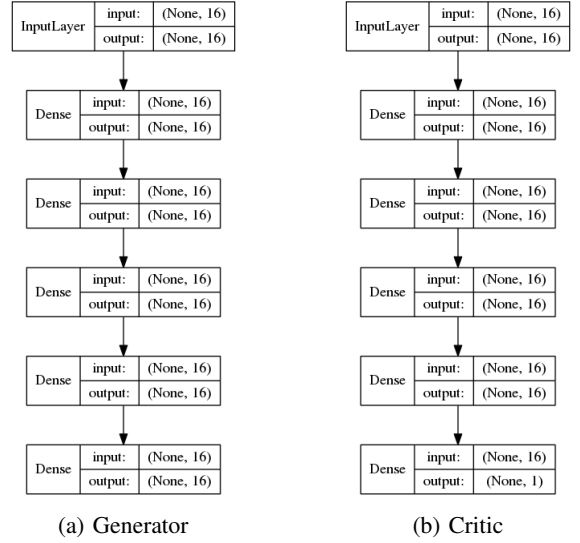 InputLayer input: (None, 16)
output: (None, 16)
Dense input: (None, 16)
output: (None, 16)
Dense input: (None, 16)
output: (None, 16)
Dense input: (None, 16)
output: (None, 16)
Dense input: (None, 16)
output: (None, 16)
Dense input: (None, 16)
output: (None, 16)
(a) Generator
InputLayer input: (None, 16)
output: (None, 16)
Dense input: (None, 16)
output: (None, 16)
Dense input: (None, 16)
output: (None, 16)
Dense input: (None, 16)
output: (None, 16)
Dense input: (None, 16)
output: (None, 16)
Dense input: (None, 16)
output: (None, 1)
(b) Critic